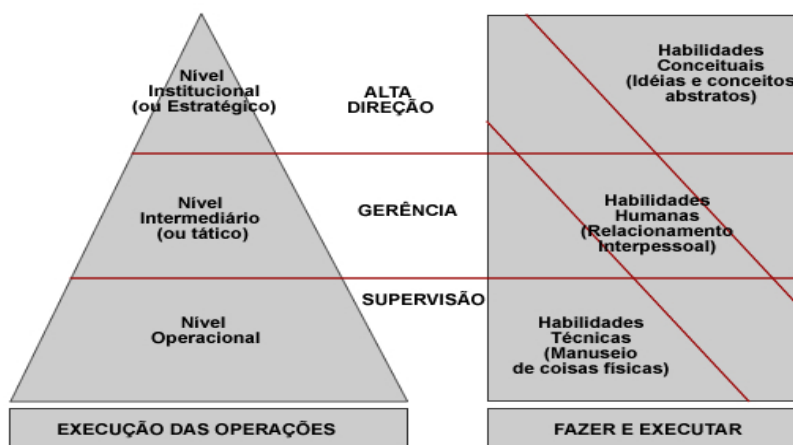 Nível
Institucional
(ou Estratégico)
ALTA
DIREÇÃO
Habilidades
Conceituais
(Idéias e conceitos
abstratos)
Nível
Intermediário
(ou tático)
GERÊNCIA
Habilidades
Humanas
(Relacionamento
Interpessoal)
SUPERVISÃO
Nível
Operacional
Habilidades
Técnicas
(Manuseio
de coisas físicas)
EXECUÇÃO DAS OPERAÇÕES
FAZER E EXECUTAR